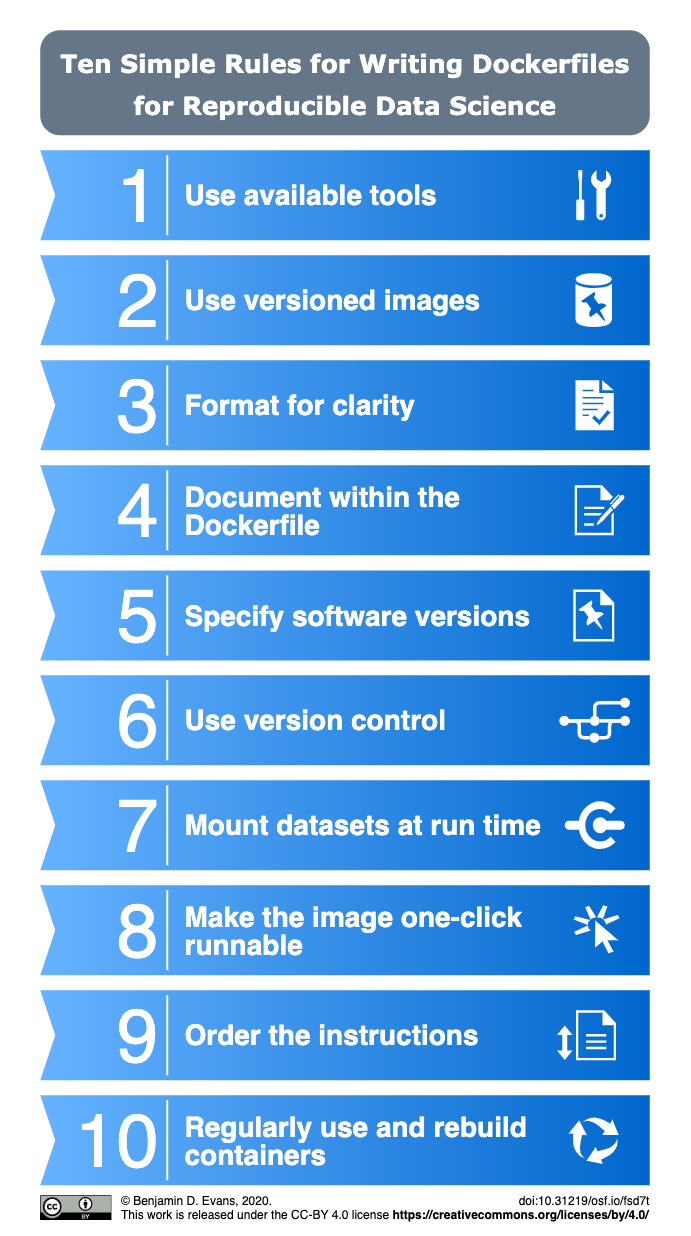 Ten Simple Rules for Writing Dockerfiles
for Reproducible Data Science
1
Use available tools
2
Use versioned images
3
Format for clarity
4
Document within the
Dockerfile
5
Specify software versions
6
Use version control
7
Mount datasets at run time
8
Make the image one-click
runnable
9
Order the instructions
10
Regularly use and rebuild
containers
cc
BY
© Benjamin D. Evans, 2020.
doi:10.31219/osf.io/fsd7t
This work is released under the CC-BY 4.0 license https://creativecommons.org/licenses/by/4.0/